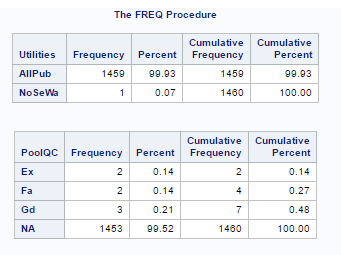 The FREQ Procedure
Utilities Frequency Percent Cumulative Frequency Cumulative Percent
AllPub 1459 99.93 1459 99.93
NoSeWa 1 0.07 1460 100.00
PoolQC Frequency Percent Cumulative Frequency Cumulative Percent
Ex 2 0.14 2 0.14
Fa 2 0.14 4 0.27
Gd 3 0.21 7 0.48
NA 1453 99.52 1460 100.00